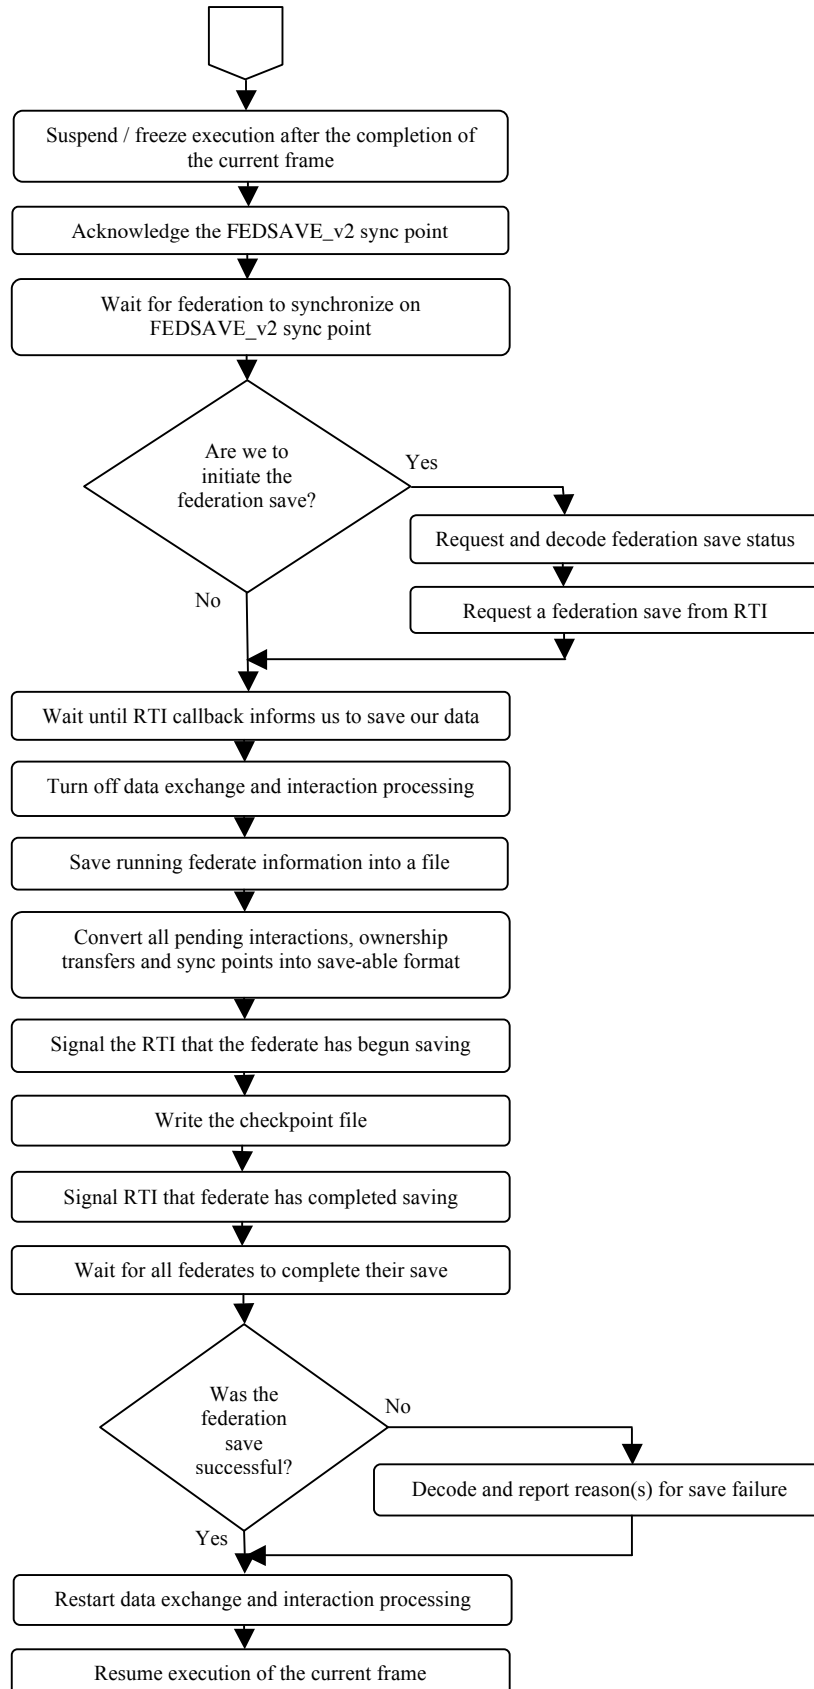 Suspend / freeze execution after the completion of
the current frame
Acknowledge the FEDSAVE_v2 sync point
Wait for federation to synchronize on
FEDSAVE_v2 sync point
Are we to
initiate the
federation save?
Yes
Request and decode federation save status
Request a federation save from RTI
No
Wait until RTI callback informs us to save our data
Turn off data exchange and interaction processing
Save running federate information into a file
Convert all pending interactions, ownership
transfers and sync points into save-able format
Signal the RTI that the federate has begun saving
Write the checkpoint file
Signal RTI that federate has completed saving
Wait for all federates to complete their save
Was the
federation
save
successful?
No
Decode and report reason(s) for save failure
Yes
Restart data exchange and interaction processing
Resume execution of the current frame